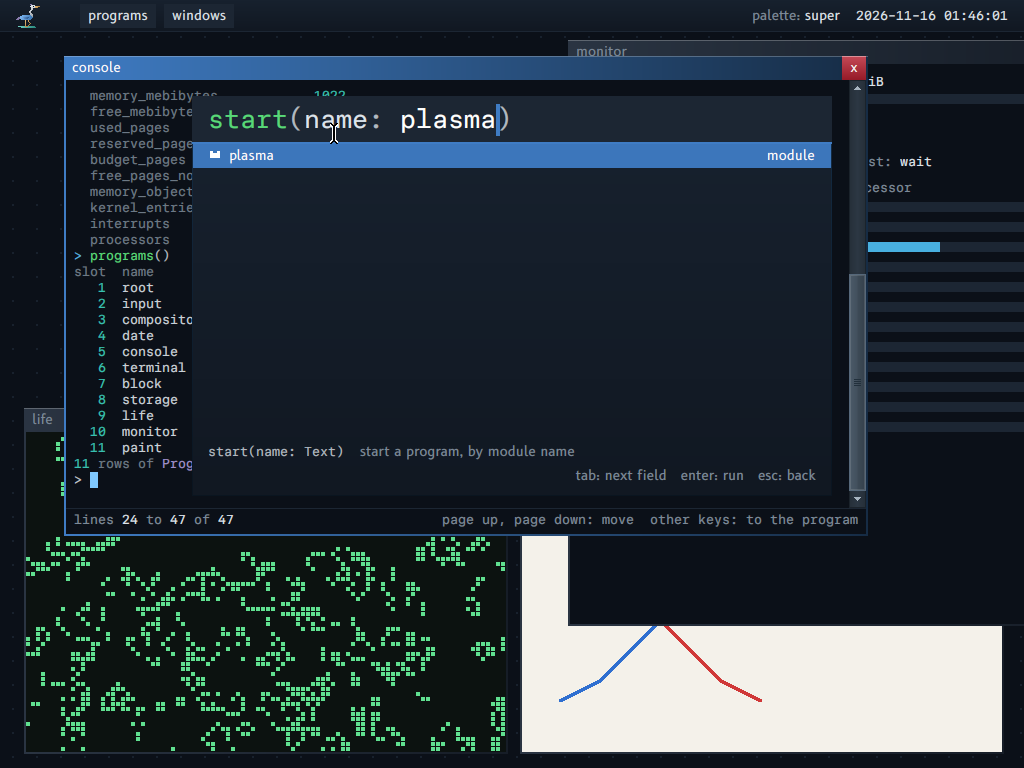 programs windows palette: super 2026-11-16 01:46:01
monitor
console x
iB
memory_mebibytes 1022
free_mebibyte
used_pages
reserved_page
budget_pages
free_pages_no
memory_object
kernel_entrie
interrupts
processors
start(name: plasma)
plasma module
st: wait
cessor
> programs()
slot name
1 root
2 input
3 composito
4 date
5 console
6 terminal
7 block
8 storage
9 life
10 monitor
11 paint
11 rows of Prog
>
start(name: Text) start a program, by module name
tab: next field enter: run esc: back
lines 24 to 47 of 47 page up, page down: move other keys: to the program
life